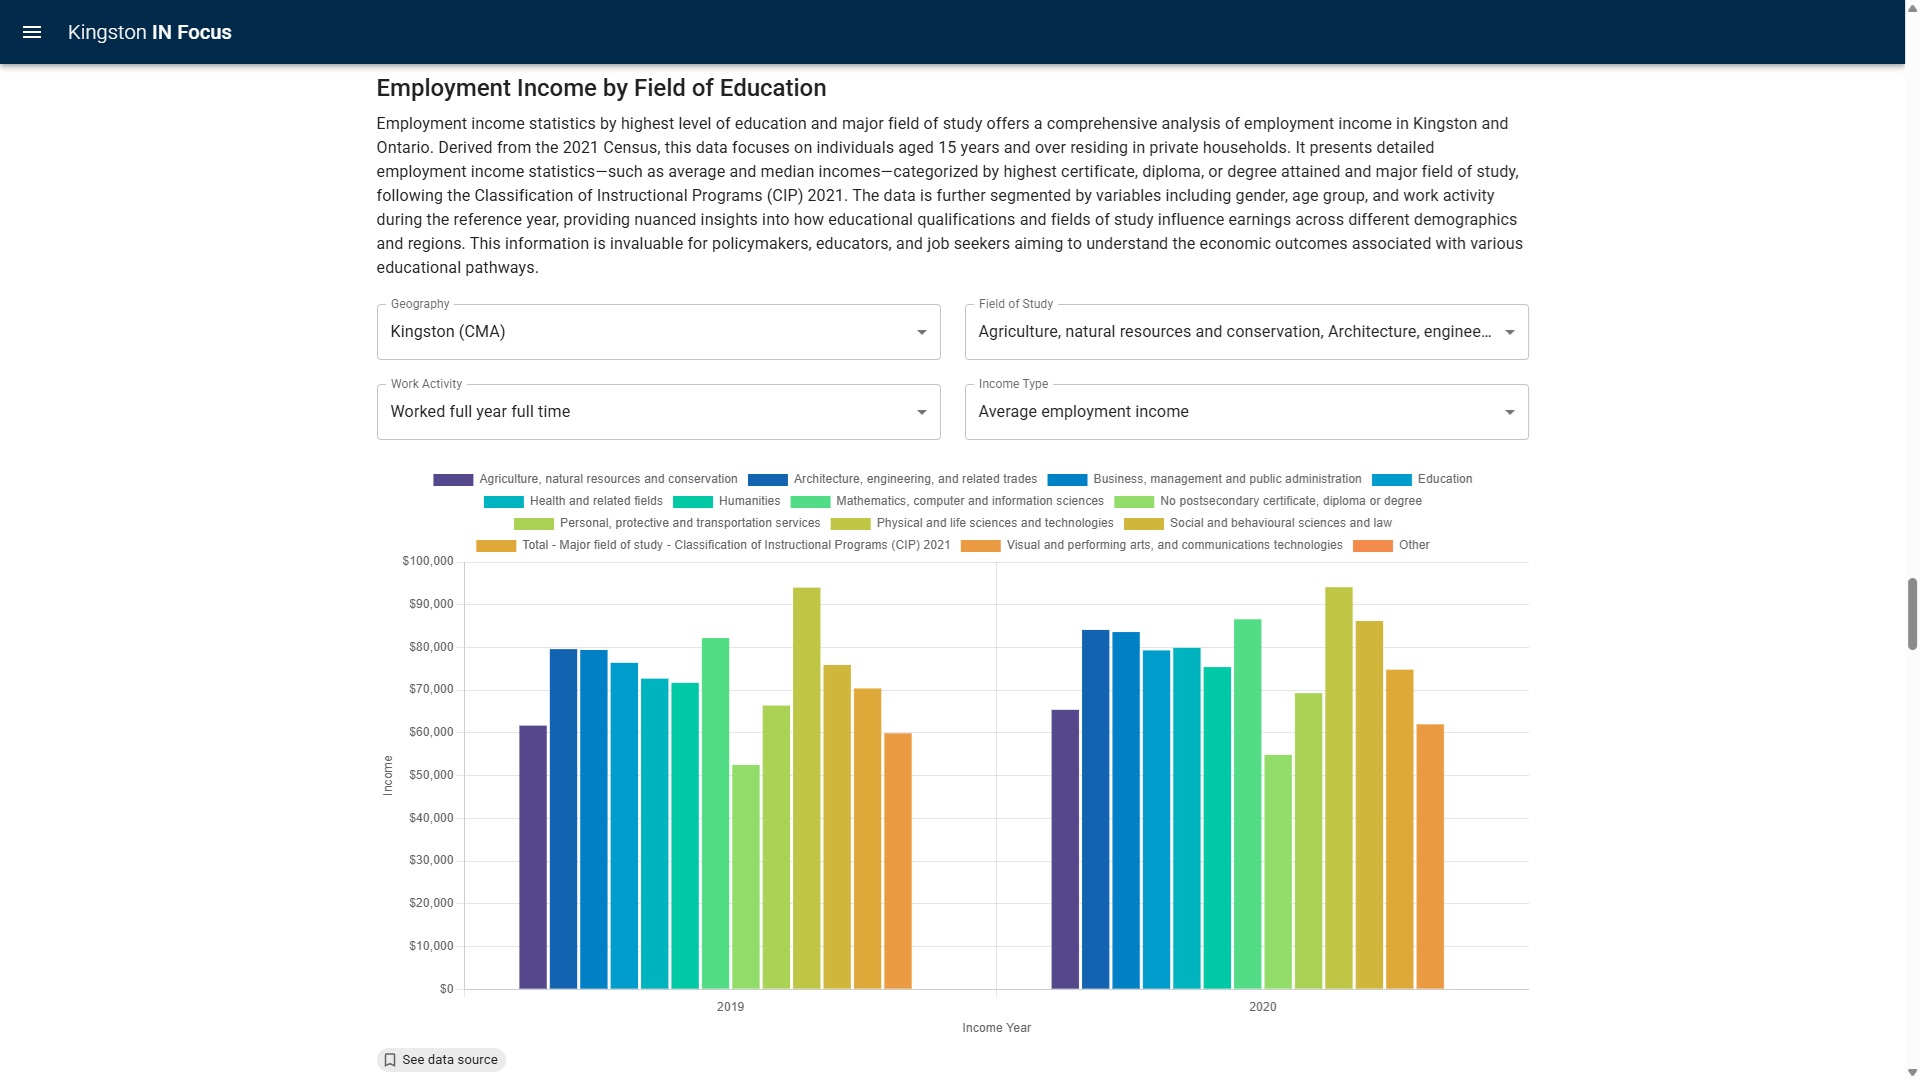 Kingston IN Focus
Employment Income by Field of Education
Employment income statistics by highest level of education and major field of study offers a comprehensive analysis of employment income in Kingston and
Ontario. Derived from the 2021 Census, this data focuses on individuals aged 15 years and over residing in private households. It presents detailed
employment income statistics—such as average and median incomes—categorized by highest certificate, diploma, or degree attained and major field of study,
following the Classification of Instructional Programs (CIP) 2021. The data is further segmented by variables including gender, age group, and work activity
during the reference year, providing nuanced insights into how educational qualifications and fields of study influence earnings across different demographics
and regions. This information is invaluable for policymakers, educators, and job seekers aiming to understand the economic outcomes associated with various
educational pathways.
Geography
Kingston (CMA)
Field of Study
Agriculture, natural resources and conservation, Architecture, enginee...
Work Activity
Worked full year full time
Income Type
Average employment income
Agriculture, natural resources and conservation Architecture, engineering, and related trades Business, management and public administration Education
Health and related fields Humanities Mathematics, computer and information sciences No postsecondary certificate, diploma or degree
Personal, protective and transportation services Physical and life sciences and technologies Social and behavioural sciences and law
Total - Major field of study - Classification of Instructional Programs (CIP) 2021 Visual and performing arts, and communications technologies Other
$100,000
$90,000
$80,000
$70,000
$60,000
$50,000
$40,000
$30,000
$20,000
$10,000
$0
Income
2019 2020
Income Year
See data source